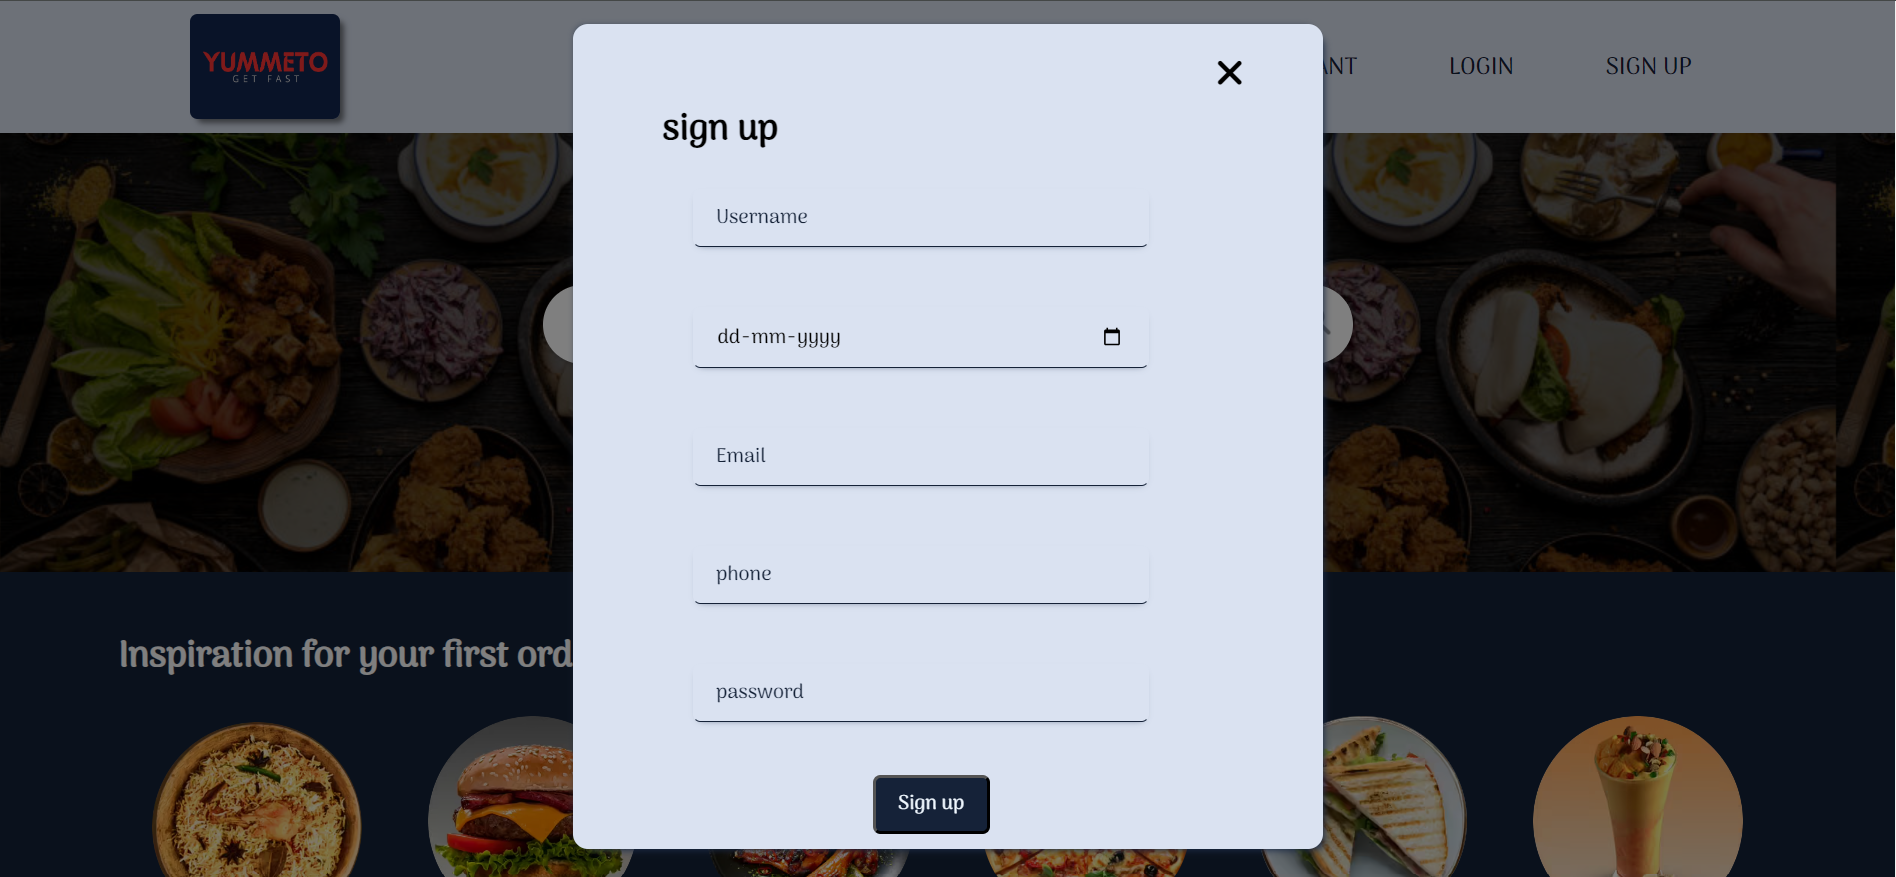 YUMMETO
GET FAST
ANT
LOGIN
SIGN UP
sign up
Username
dd-mm-yyyy
Email
phone
password
Sign up
Inspiration for your first ord